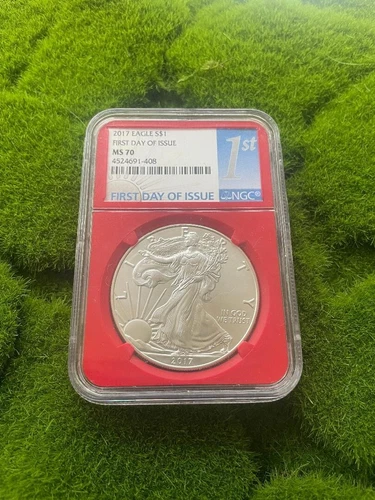 2017 EAGLE S$1
FIRST DAY OF ISSUE
MS 70
4524691-408
1st
FIRST DAY OF ISSUE
NGC
LIBERTY
IN GOD
WE TRUST
2017